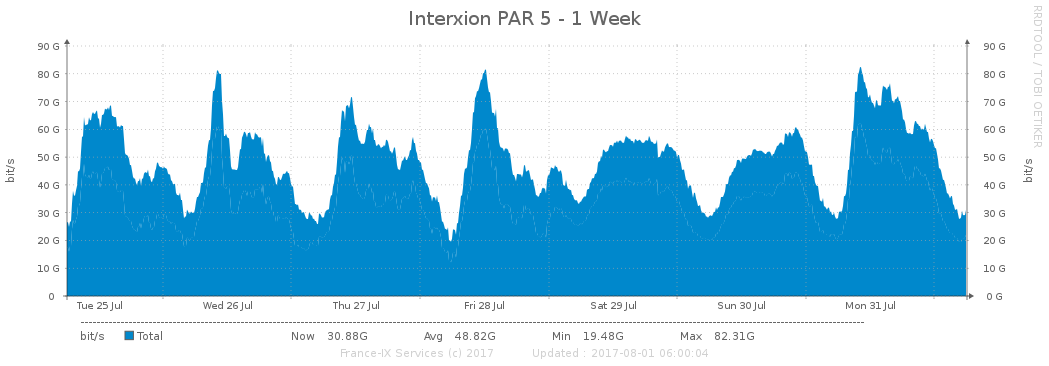 Interxion PAR 5 - 1 Week
RRDTOOL / TOBI OETIKER
bit/s
90 G 90 G
80 G 80 G
70 G 70 G
60 G 60 G
50 G 50 G
40 G 40 G
30 G 30 G
20 G 20 G
10 G 10 G
0 0 G
bit/s
Tue 25 Jul Wed 26 Jul Thu 27 Jul Fri 28 Jul Sat 29 Jul Sun 30 Jul Mon 31 Jul
bit/s Total Now 30.88G Avg 48.82G Min 19.48G Max 82.31G
France-IX Services (c) 2017 Updated : 2017-08-01 06:00:04